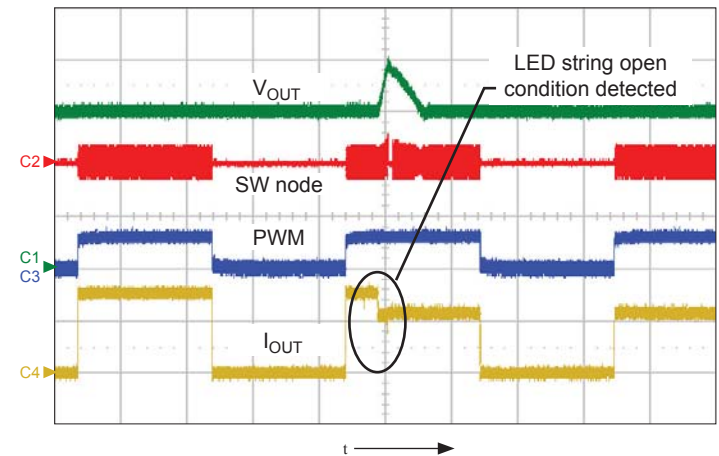 LED string open
condition detected
VOUT
C2
SW node
PWM
C1
C3
IOUT
C4
t